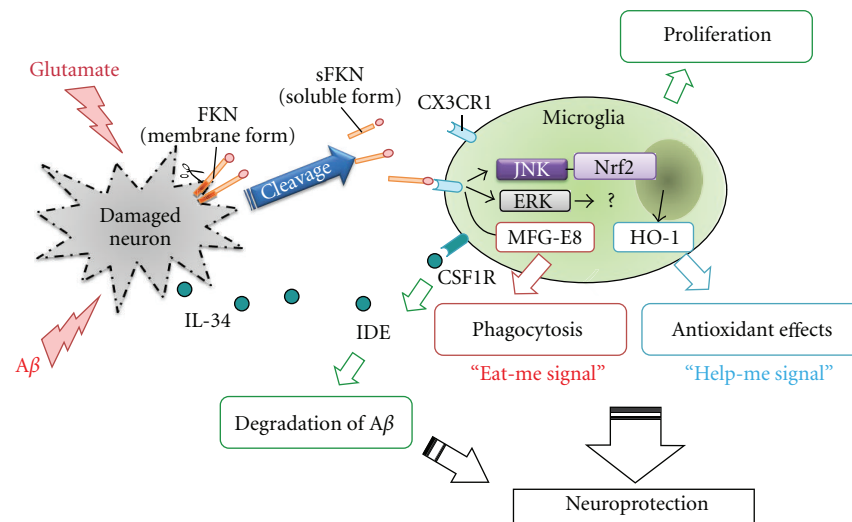 Proliferation
Glutamate
sFKN
(soluble form)
FKN
(membrane form)
CX3CR1
Microglia
Cleavage
JNK
Nrf2
ERK
?
Damaged
neuron
MFG-E8
HO-1
CSF1R
IL-34
IDE
Aβ
Phagocytosis
Antioxidant effects
“Eat-me signal”
“Help-me signal”
Degradation of Aβ
Neuroprotection